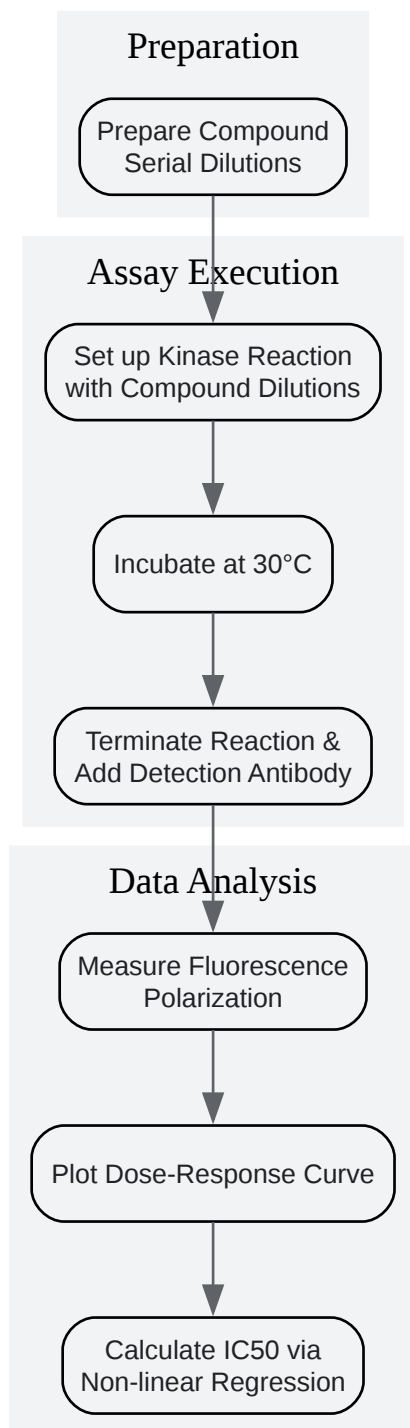 Preparation
Prepare Compound
Serial Dilutions
Assay Execution
Set up Kinase Reaction
with Compound Dilutions
Incubate at 30°C
Terminate Reaction &
Add Detection Antibody
Data Analysis
Measure Fluorescence
Polarization
Plot Dose-Response Curve
Calculate IC50 via
Non-linear Regression